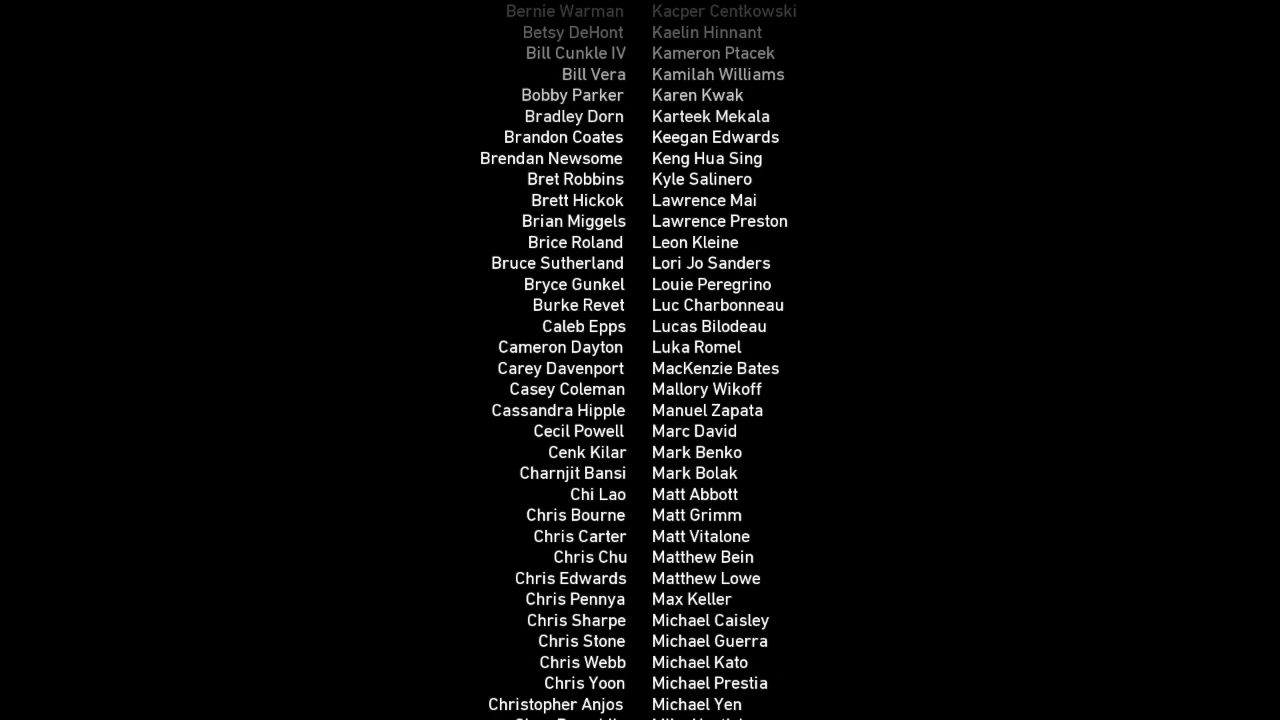 Bernie Warman Kacper Centkowski
Betsy DeHont Kaelin Hinnant
Bill Cunkle IV Kameron Ptacek
Bill Vera Kamilah Williams
Bobby Parker Karen Kwak
Bradley Dorn Karteek Mekala
Brandon Coates Keegan Edwards
Brendan Newsome Keng Hua Sing
Bret Robbins Kyle Salinero
Brett Hickok Lawrence Mai
Brian Miggels Lawrence Preston
Brice Roland Leon Kleine
Bruce Sutherland Lori Jo Sanders
Bryce Gunkel Louie Peregrino
Burke Revet Luc Charbonneau
Caleb Epps Lucas Bilodeau
Cameron Dayton Luka Romel
Carey Davenport MacKenzie Bates
Casey Coleman Mallory Wikoff
Cassandra Hipple Manuel Zapata
Cecil Powell Marc David
Cenk Kilar Mark Benko
Charnjit Bansi Mark Bolak
Chi Lao Matt Abbott
Chris Bourne Matt Grimm
Chris Carter Matt Vitalone
Chris Chu Matthew Bein
Chris Edwards Matthew Lowe
Chris Pennya Max Keller
Chris Sharpe Michael Caisley
Chris Stone Michael Guerra
Chris Webb Michael Kato
Chris Yoon Michael Prestia
Christopher Anjos Michael Yen